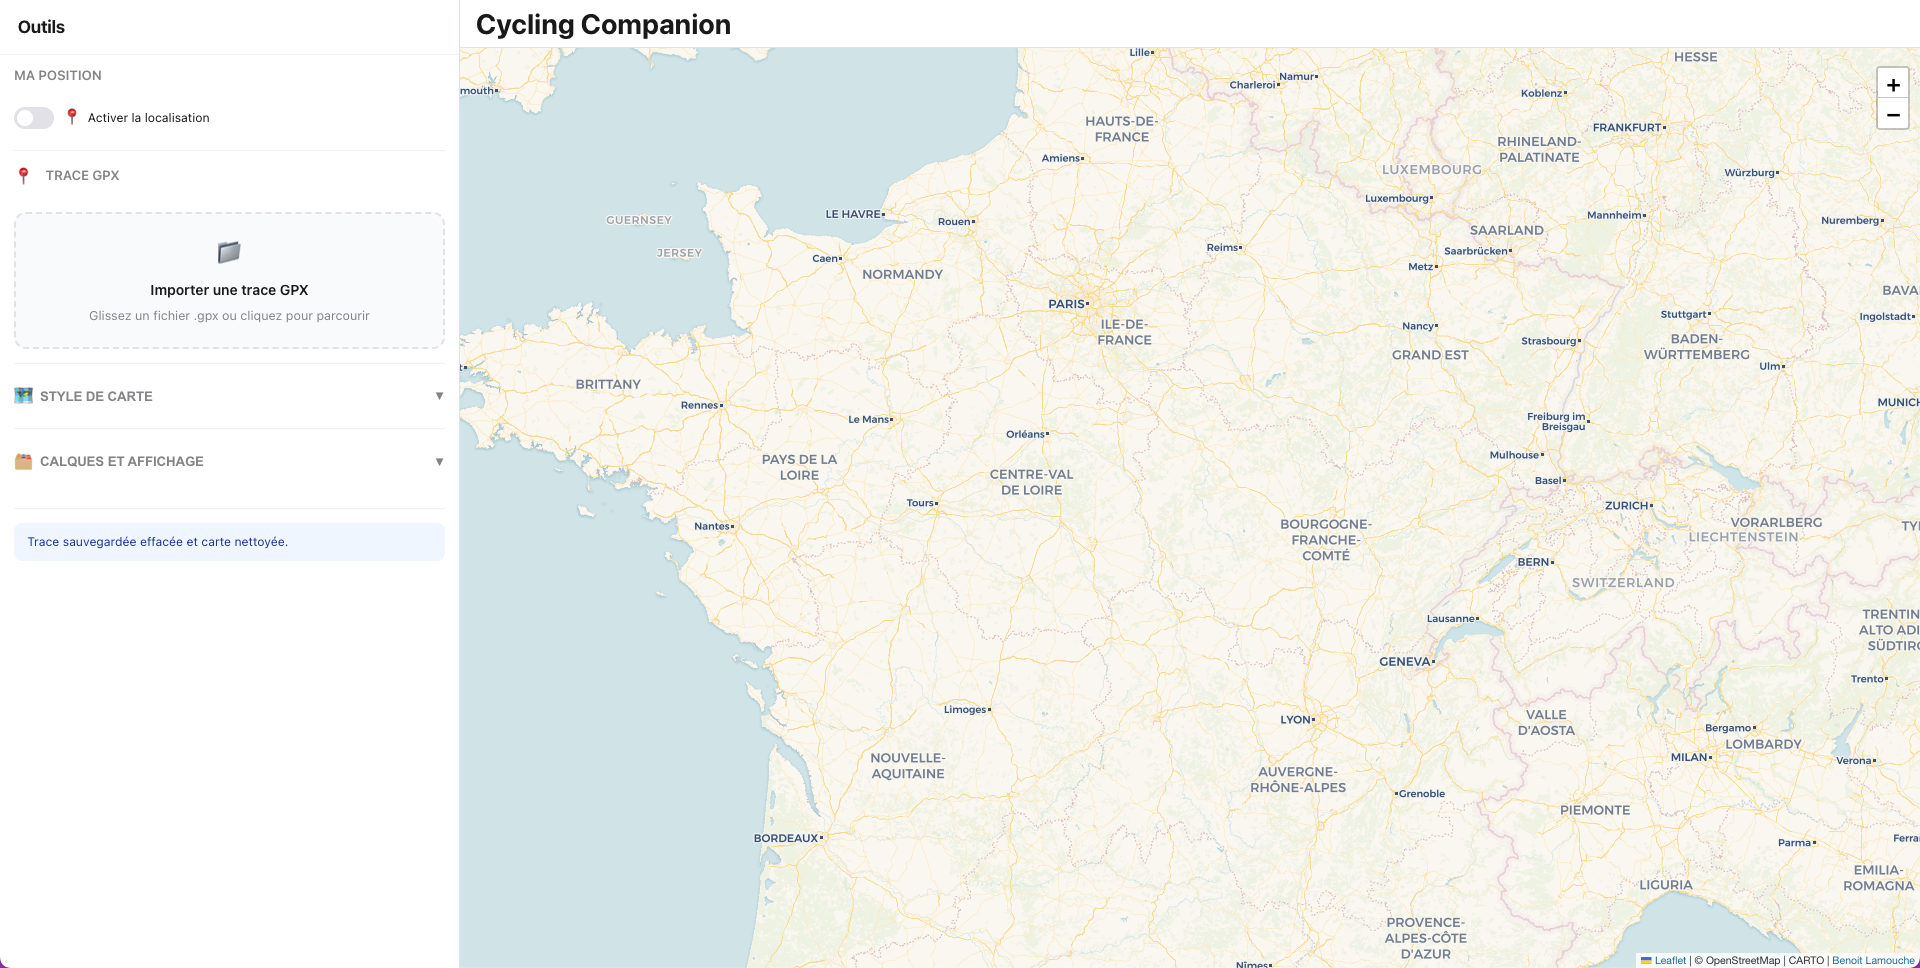 Outils
MA POSITION
Activer la localisation
TRACE GPX
Importer une trace GPX
Glissez un fichier .gpx ou cliquez pour parcourir
STYLE DE CARTE
CALQUES ET AFFICHAGE
Trace sauvegardée effacée et carte nettoyée.
Cycling Companion
+
−
Lille
mouth
Charleroi
Namur
HESSE
Koblenz
HAUTS-DE-
FRANCE
FRANKFURT
Amiens
RHINELAND-
PALATINATE
LUXEMBOURG
Würzburg
Luxembourg
GUERNSEY
LE HAVRE
Rouen
Mannheim
Nuremberg
JERSEY
Caen
Reims
SAARLAND
Saarbrücken
Metz
NORMANDY
PARIS
BAVA
ILE-DE-
FRANCE
Nancy
Stuttgart
Ingolstadt
Strasbourg
GRAND EST
BADEN-
WÜRTTEMBERG
Ulm
t
BRITTANY
Rennes
Le Mans
Orléans
Freiburg im
Breisgau
MUNICH
PAYS DE LA
LOIRE
CENTRE-VAL
DE LOIRE
Mulhouse
Basel
Tours
ZURICH
Nantes
BOURGOGNE-
FRANCHE-
COMTÉ
VORARLBERG
LIECHTENSTEIN
TY
BERN
SWITZERLAND
Lausanne
TRENTIN
ALTO ADI
SÜDTIRO
GENEVA
Trento
Limoges
LYON
VALLE
D'AOSTA
Bergamo
LOMBARDY
MILAN
Verona
NOUVELLE-
AQUITAINE
AUVERGNE-
RHÔNE-ALPES
Grenoble
PIEMONTE
BORDEAUX
Parma
Ferra
EMILIA-
ROMAGNA
LIGURIA
PROVENCE-
ALPES-CÔTE
D'AZUR
Nîmes
Leaflet | © OpenStreetMap | CARTO | Benoit Lamouche